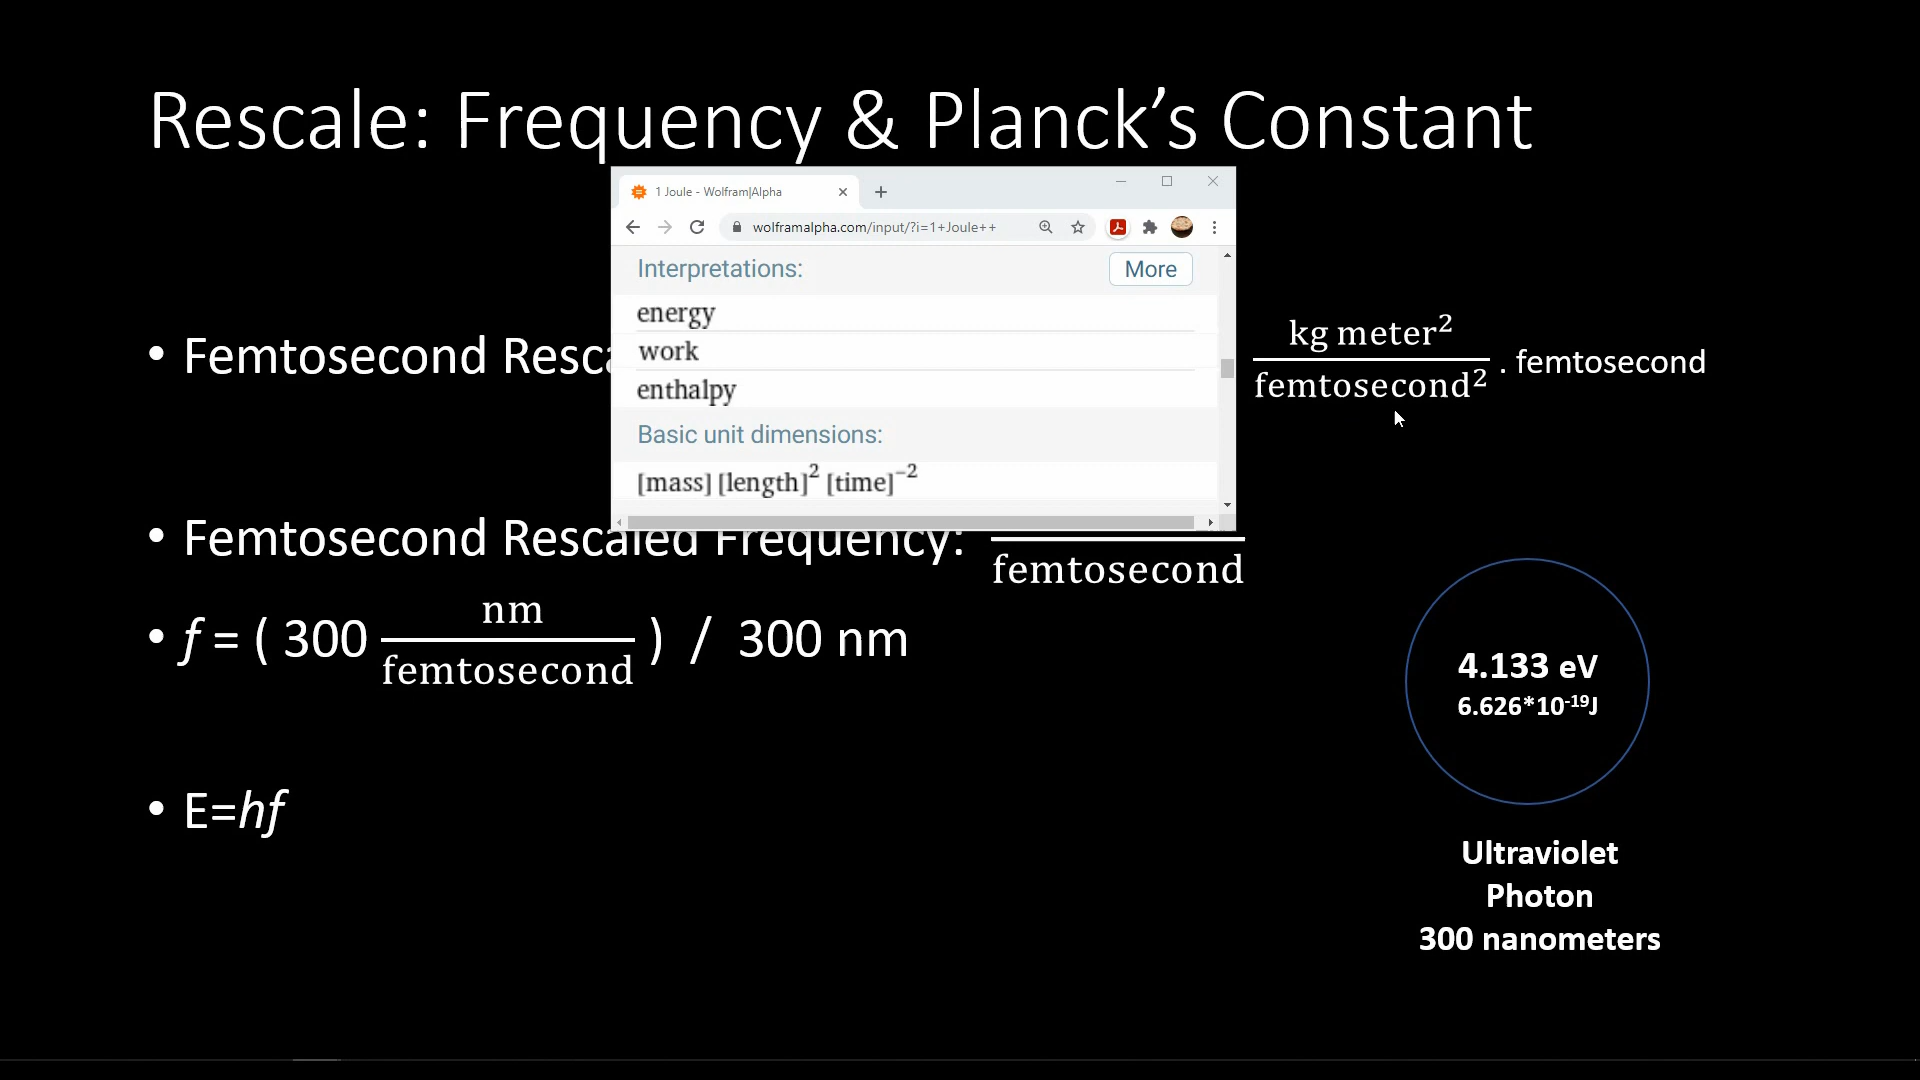 Rescale: Frequency & Planck’s Constant
1 Joule - Wolfram|Alpha
wolframalpha.com/input/?i=1+Joule++
Interpretations:
More
energy
work
enthalpy
Basic unit dimensions:
[mass] [length]² [time]⁻²
• Femtosecond
kg meter²
femtosecond²
. femtosecond
• Femtosecond Rescaled Frequency:
femtosecond
• f = ( 300 nm / femtosecond ) / 300 nm
• E=hf
4.133 eV
6.626*10⁻¹⁹J
Ultraviolet
Photon
300 nanometers